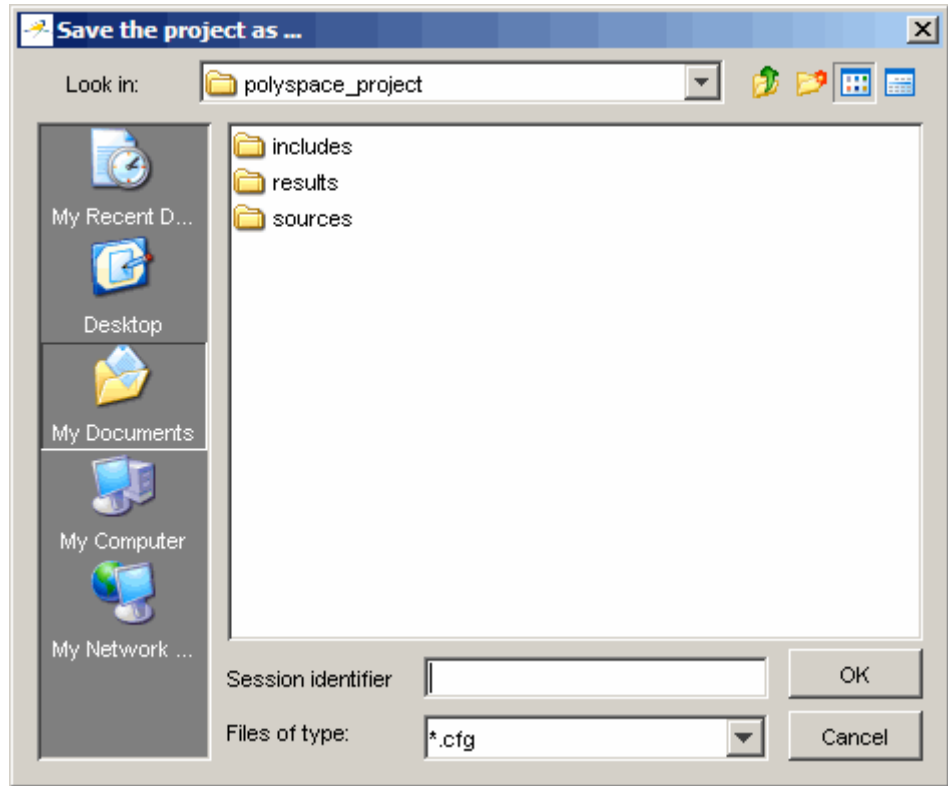 Save the project as ...
Look in: polyspace_project
includes
results
sources
My Recent D...
Desktop
My Documents
My Computer
My Network ...
Session identifier
OK
Files of type: *.cfg
Cancel